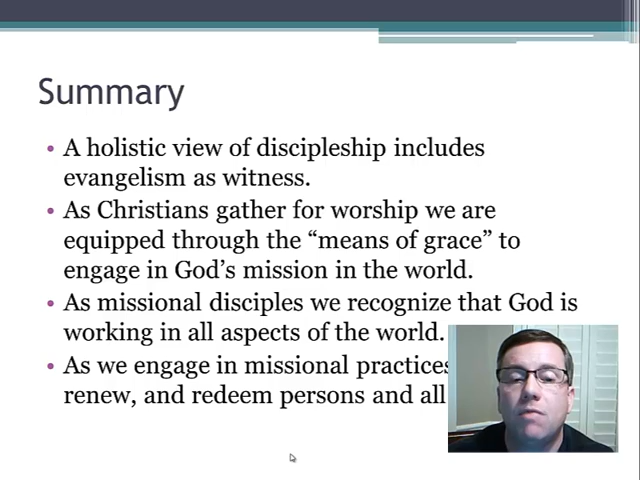 Summary
• A holistic view of discipleship includes
evangelism as witness.
• As Christians gather for worship we are
equipped through the “means of grace” to
engage in God’s mission in the world.
• As missional disciples we recognize that God is
working in all aspects of the world.
• As we engage in missional practices
renew, and redeem persons and all